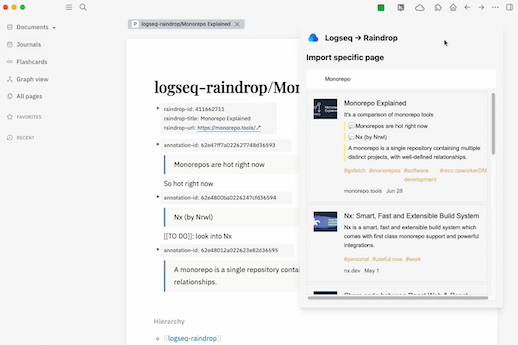 Documents
Journals
Flashcards
Graph view
All pages
FAVORITES
RECENT
P logseq-raindrop/Monorepo Explained
logseq-raindrop/Mo
raindrop-id: 411662711
raindrop-title: Monorepo Explained
raindrop-url: https://monorepo.tools/
annotation-id: 62e47ff7a022627748d36593
Monorepos are hot right now
So hot right now
annotation-id: 62e4800ba0226247cfd36594
Nx (by Nrwl)
[[TO DO]]: look into Nx
annotation-id: 62e48012a022623e82d36595
A monorepo is a single repository contai
relationships.
Hierarchy
[[logseq-raindrop]]
Logseq → Raindrop
Import specific page
Monorepo
Monorepo Explained
It's a comparison of monorepo tools
Monorepos are hot right now
Nx (by Nrwl)
A monorepo is a single repository containing multiple
distinct projects, with well-defined relationships.
#gofetch #monorepos #software development #reco:coworkerDM
monorepo.tools Jun 28
Nx: Smart, Fast and Extensible Build System
Nx is a smart, fast and extensible build system which
comes with first class monorepo support and powerful
integrations.
#personal #useful now #work
nx.dev May 1